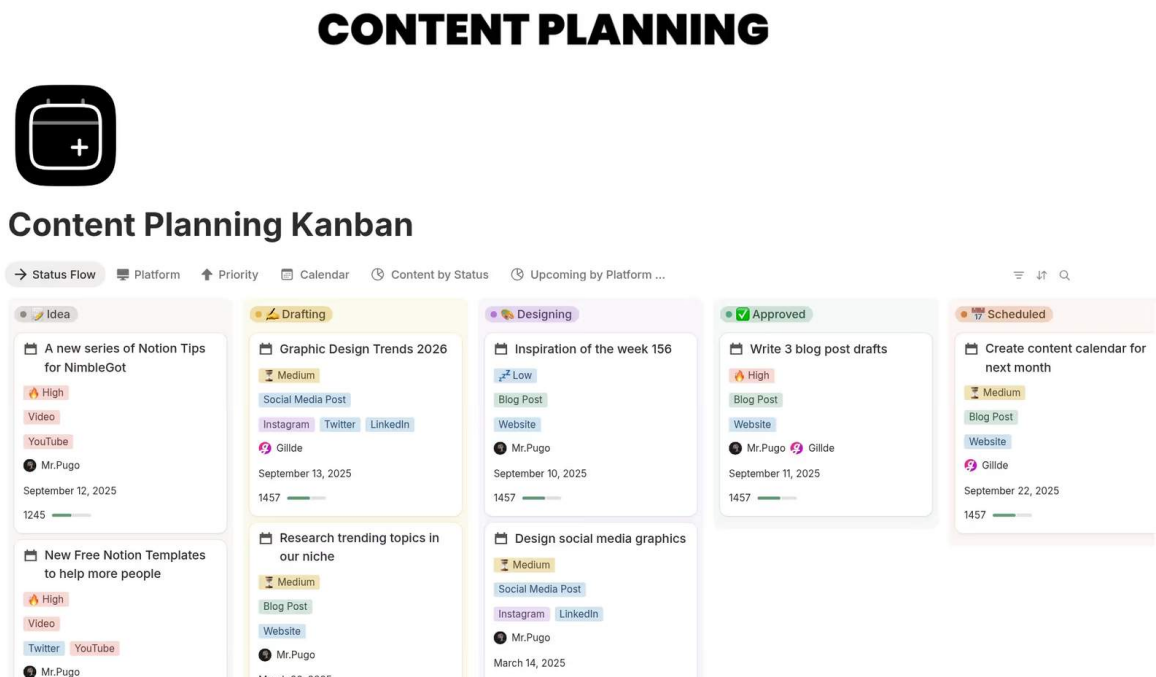 CONTENT PLANNING
Content Planning Kanban
Status Flow
Platform
Priority
Calendar
Content by Status
Upcoming by Platform ...
Idea
A new series of Notion Tips
for NimbleGot
High
Video
YouTube
Mr.Pugo
September 12, 2025
1245
New Free Notion Templates
to help more people
High
Video
Twitter YouTube
Mr.Pugo
Drafting
Graphic Design Trends 2026
Medium
Social Media Post
Instagram Twitter LinkedIn
Gillde
September 13, 2025
1457
Research trending topics in
our niche
Medium
Blog Post
Website
Mr.Pugo
Designing
Inspiration of the week 156
Low
Blog Post
Website
Mr.Pugo
September 10, 2025
1457
Design social media graphics
Medium
Social Media Post
Instagram LinkedIn
Mr.Pugo
March 14, 2025
Approved
Write 3 blog post drafts
High
Blog Post
Website
Mr.Pugo Gillde
September 11, 2025
1457
Scheduled
Create content calendar for
next month
Medium
Blog Post
Website
Gillde
September 22, 2025
1457